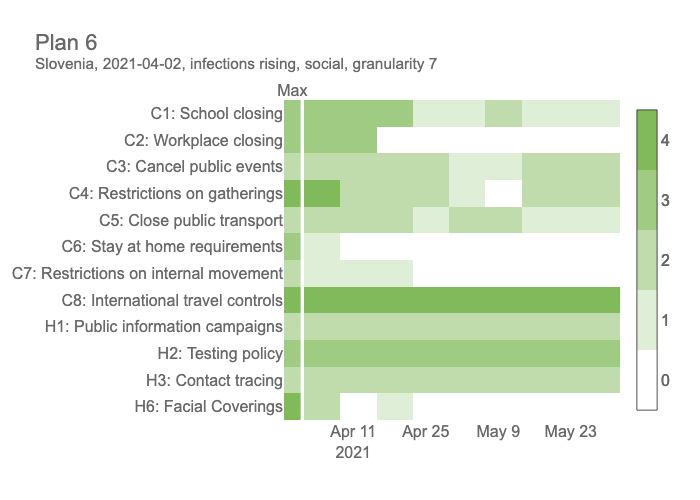 Plan 6
Slovenia, 2021-04-02, infections rising, social, granularity 7
Max
C1: School closing
C2: Workplace closing
C3: Cancel public events
C4: Restrictions on gatherings
C5: Close public transport
C6: Stay at home requirements
C7: Restrictions on internal movement
C8: International travel controls
H1: Public information campaigns
H2: Testing policy
H3: Contact tracing
H6: Facial Coverings
Apr 11 Apr 25 May 9 May 23
2021
4
3
2
1
0